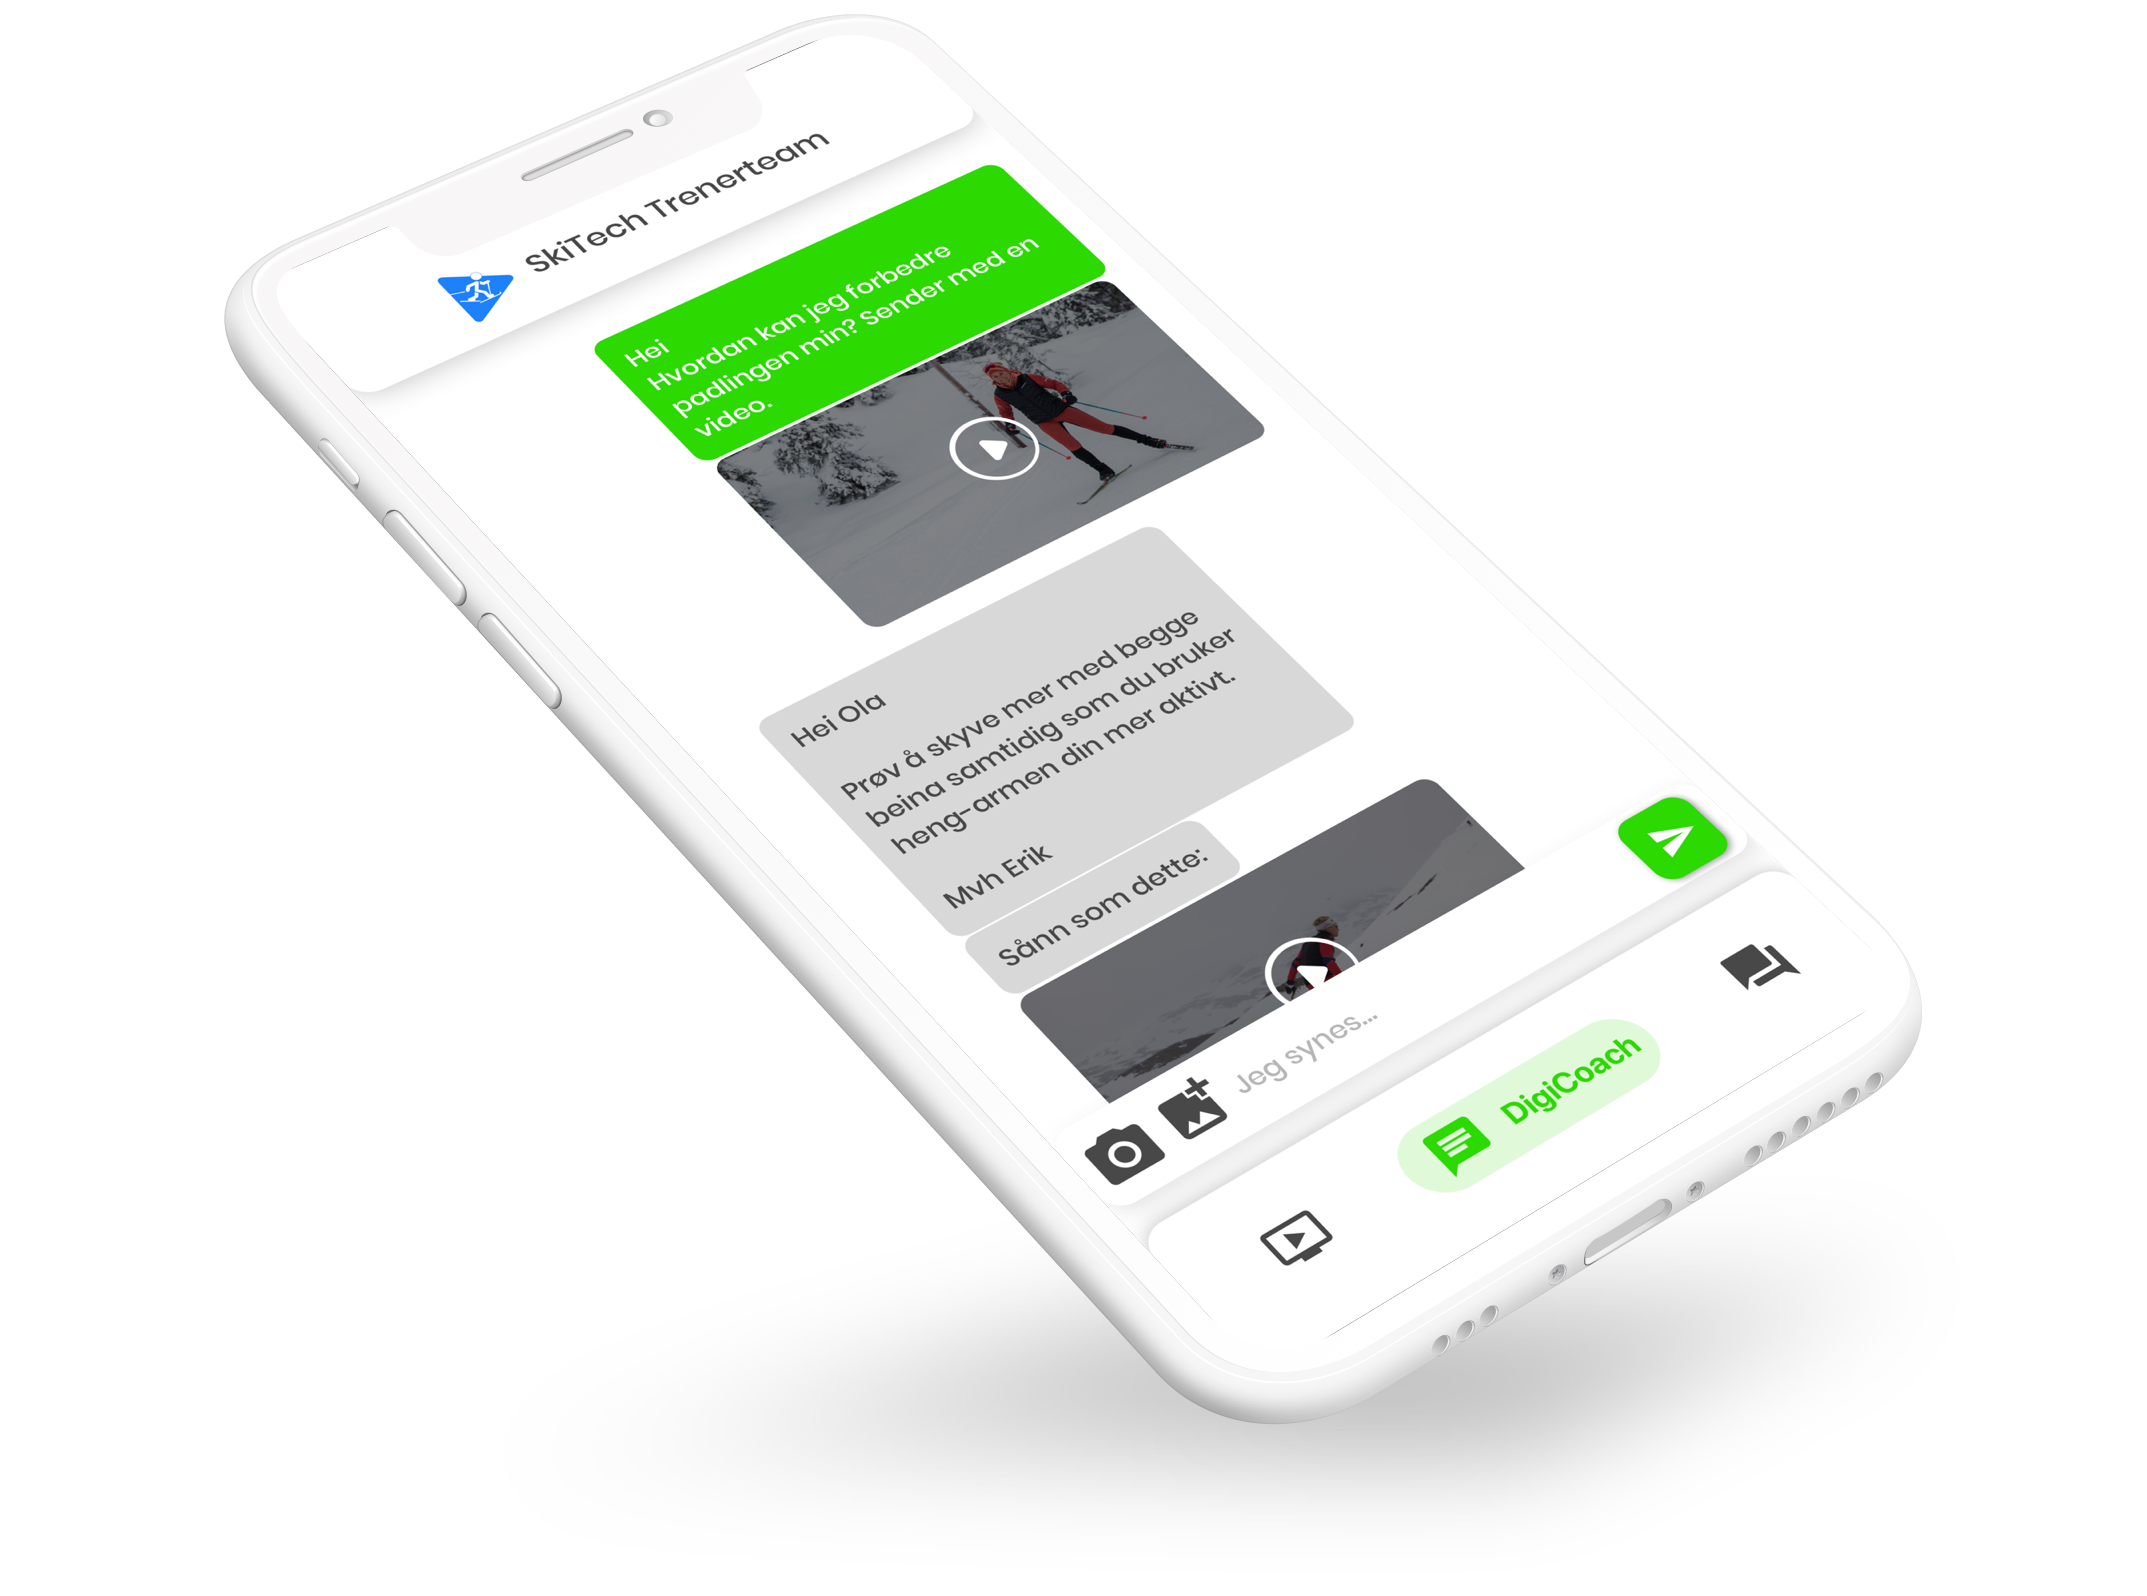 SkiTech Trenerteam
Hei
Hvordan kan jeg forbedre
padlingen min? Sender med en
video.
Hei Ola
Prøv å skyve mer med begge
beina samtidig som du bruker
heng-armen din mer aktivt.
Mvh Erik
Sånn som dette:
Jeg synes...
DigiCoach